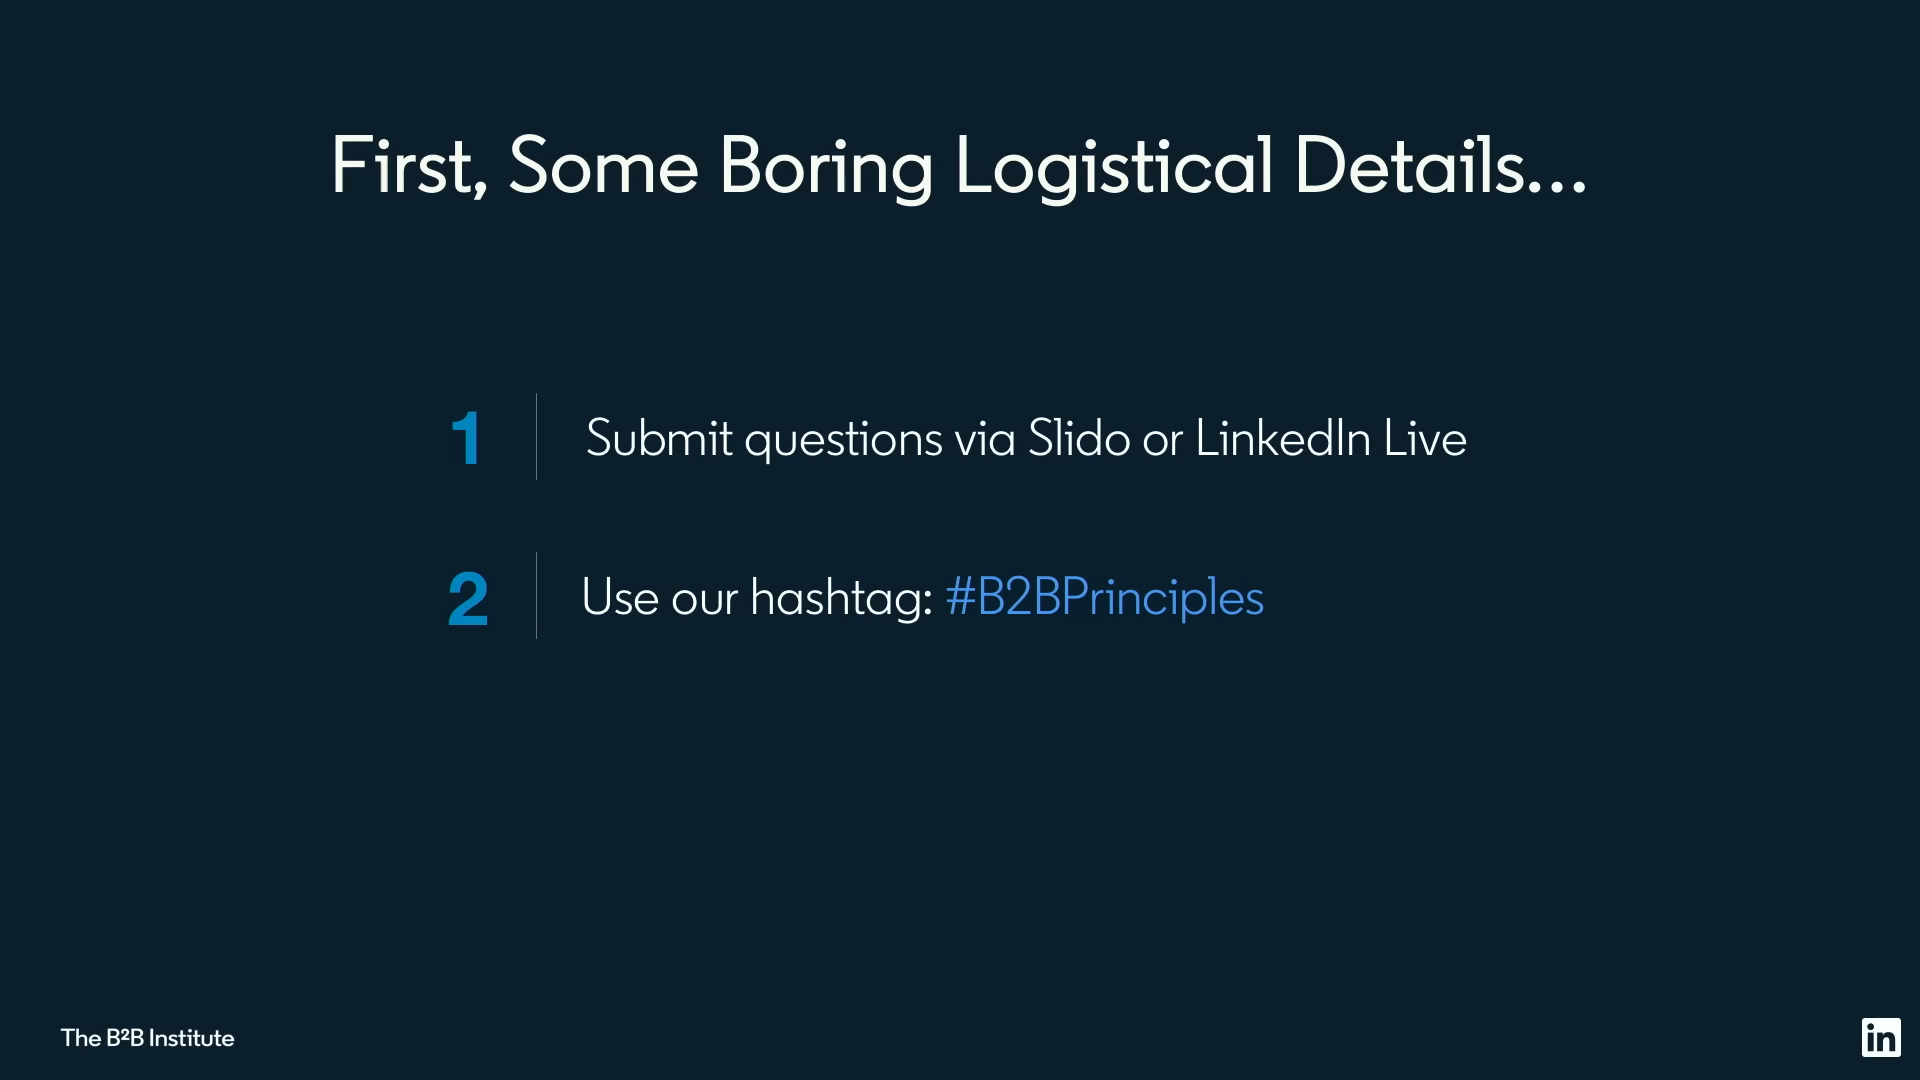 First, Some Boring Logistical Details...
1 Submit questions via Slido or LinkedIn Live
2 Use our hashtag: #B2BPrinciples
The B²B Institute
in